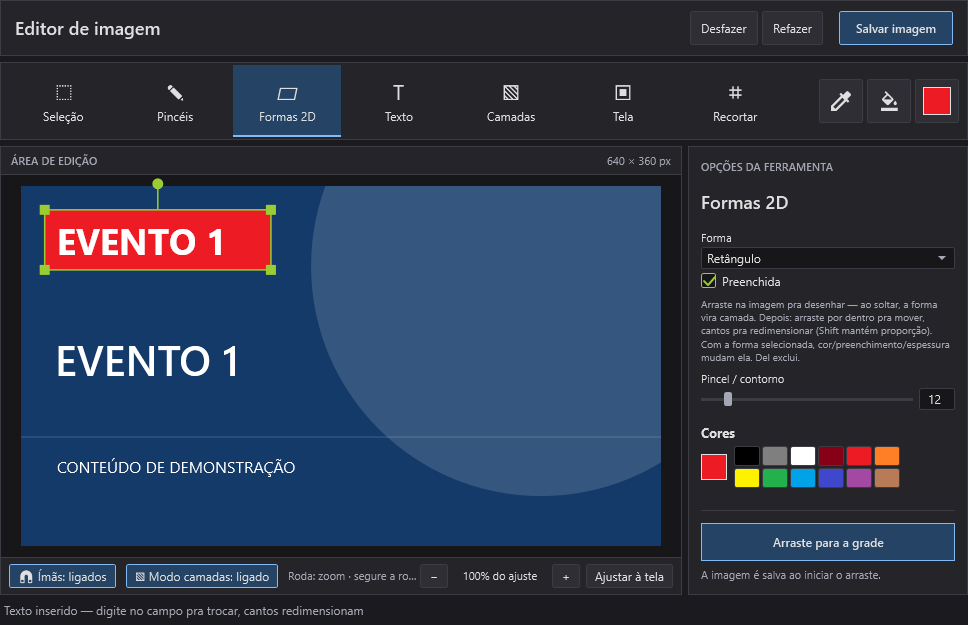 Editor de imagem
Desfazer
Refazer
Salvar imagem
Seleção
Pincéis
Formas 2D
Texto
Camadas
Tela
Recortar
ÁREA DE EDIÇÃO
640 × 360 px
EVENTO 1
EVENTO 1
CONTEÚDO DE DEMONSTRAÇÃO
Ímãs: ligados
Modo camadas: ligado
Roda: zoom · segure a ro...
−
100% do ajuste
+
Ajustar à tela
OPÇÕES DA FERRAMENTA
Formas 2D
Forma
Retângulo
Preenchida
Arraste na imagem pra desenhar — ao soltar, a forma
vira camada. Depois: arraste por dentro pra mover,
cantos pra redimensionar (Shift mantém proporção).
Com a forma selecionada, cor/preenchimento/espessura
mudam ela. Del exclui.
Pincel / contorno
12
Cores
Arraste para a grade
A imagem é salva ao iniciar o arraste.
Texto inserido — digite no campo pra trocar, cantos redimensionam